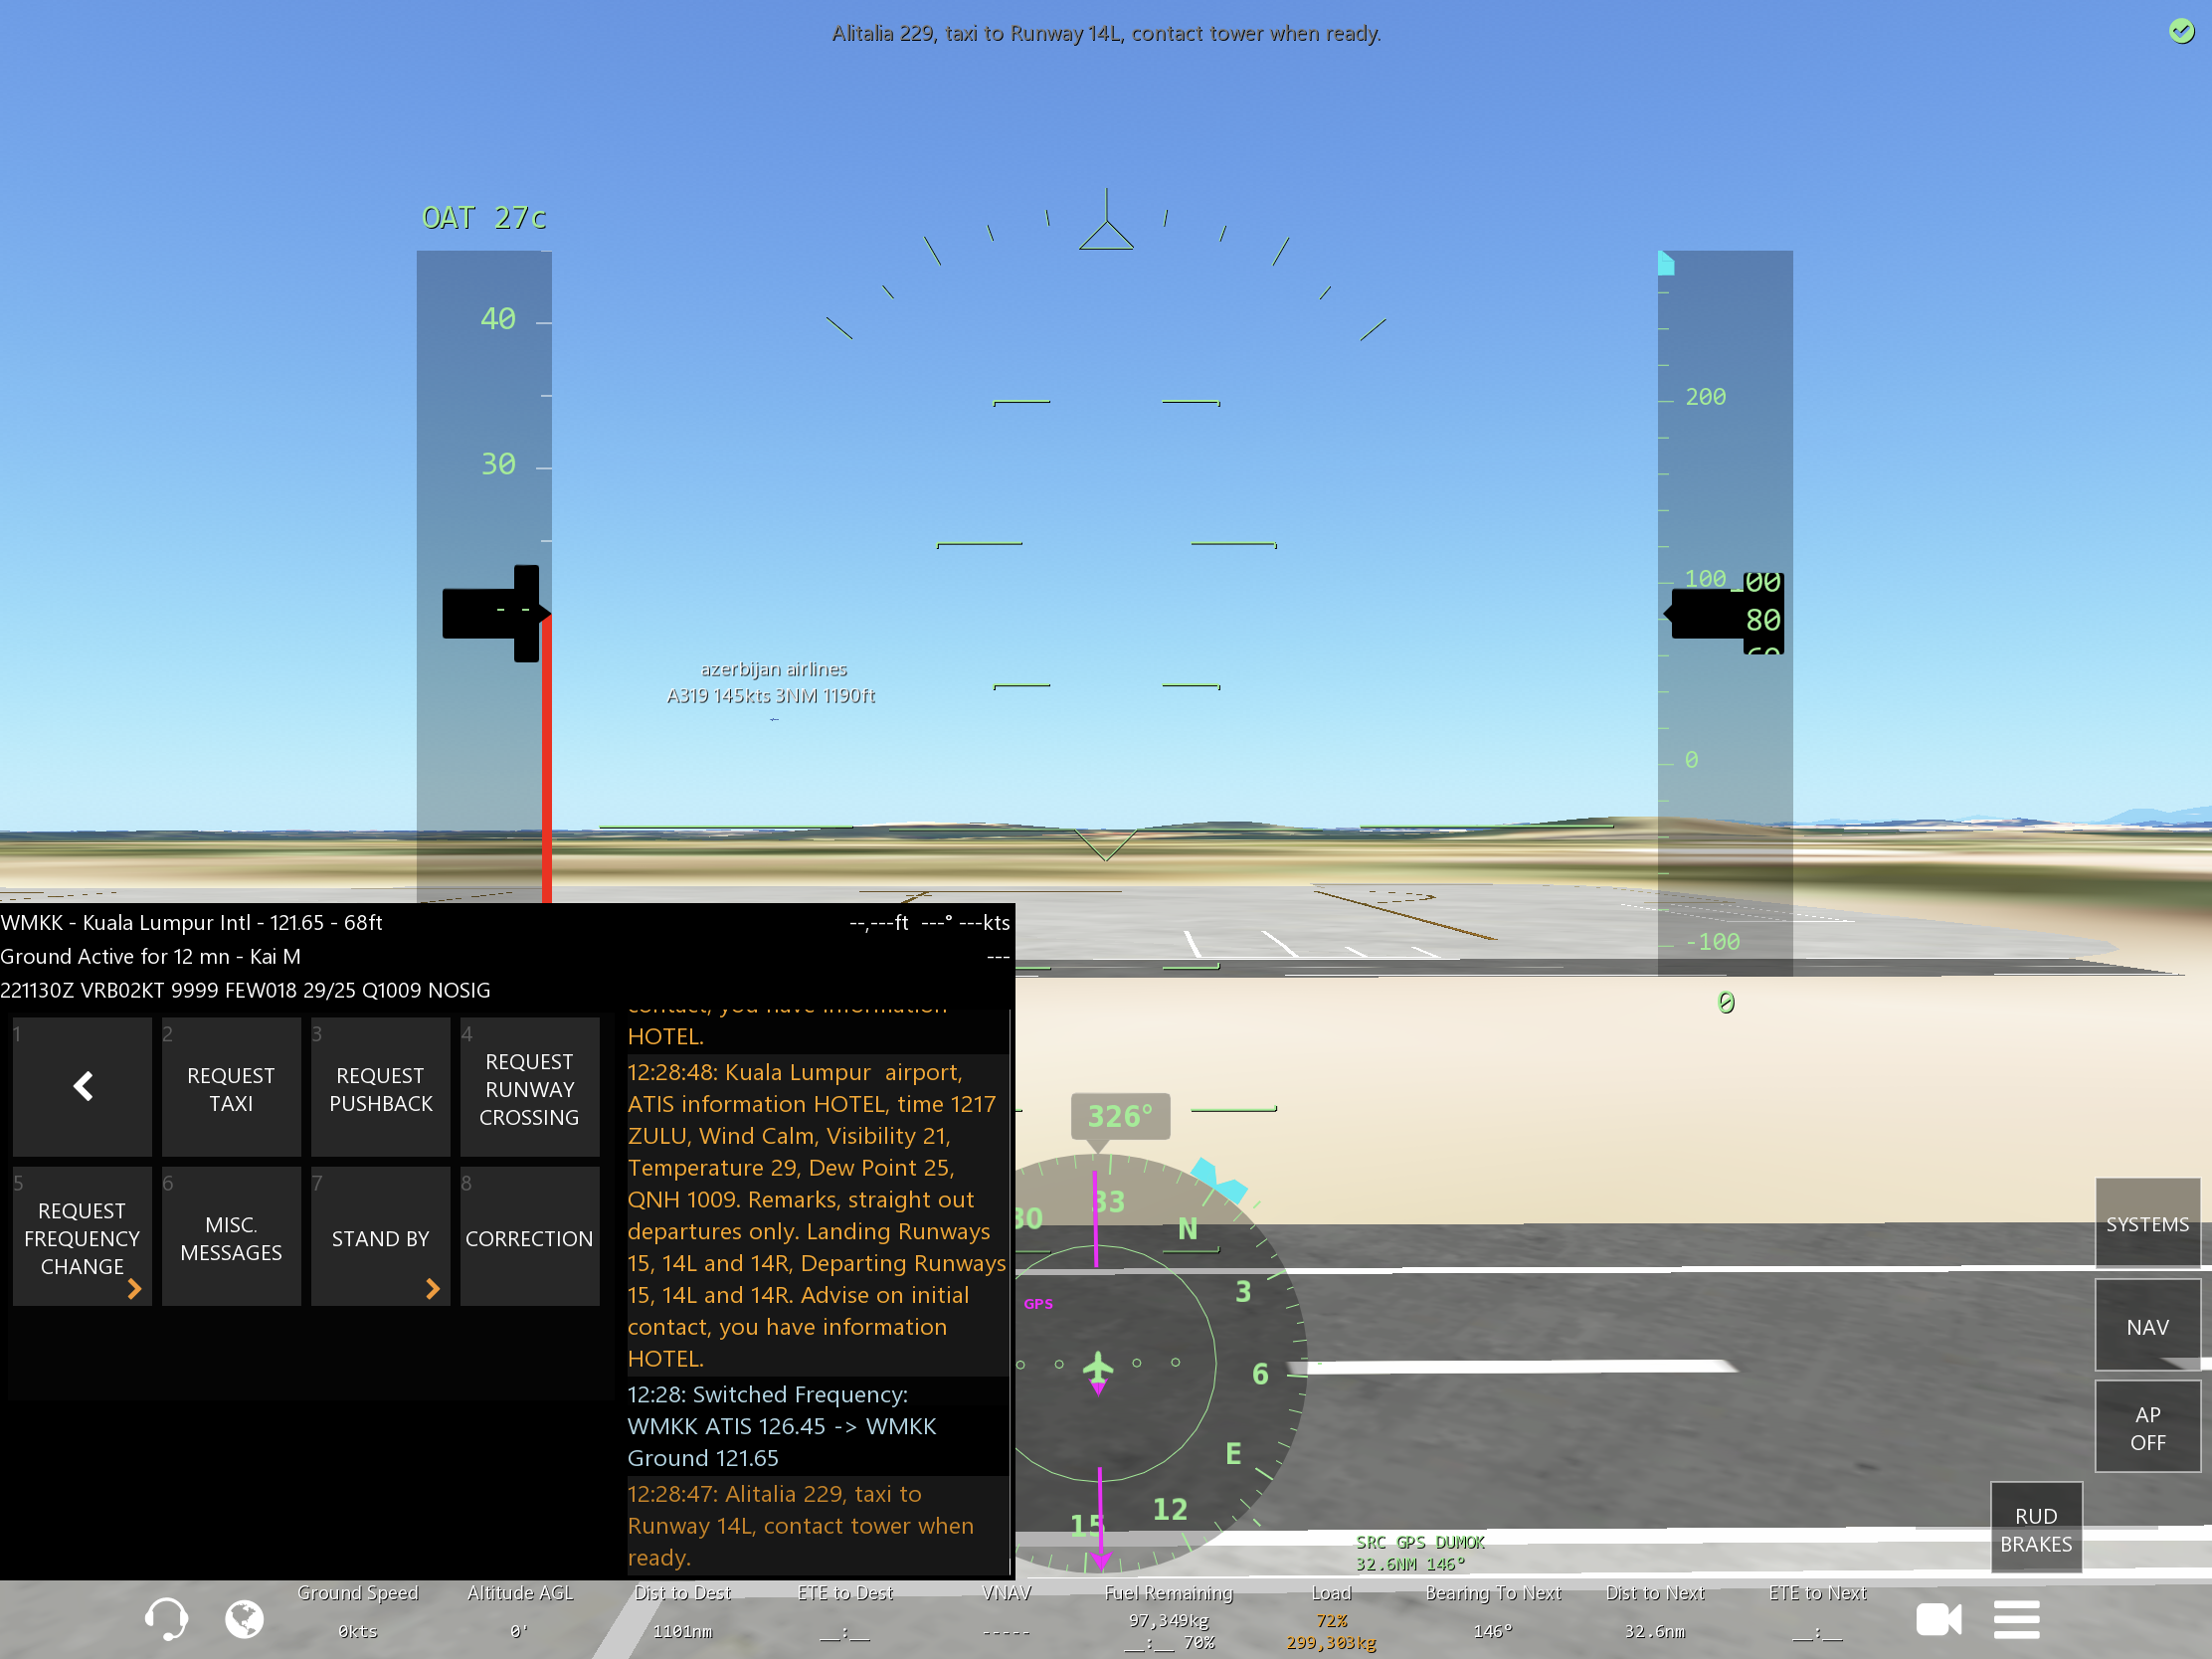 Alitalia 229, taxi to Runway 14L, contact tower when ready.
OAT 27c
40
30
- -
200
100
00
80
0
-100
0
azerbijan airlines
A319 145kts 3NM 1190ft
WMKK - Kuala Lumpur Intl - 121.65 - 68ft
--,---ft ---° ---kts
Ground Active for 12 mn - Kai M
---
221130Z VRB02KT 9999 FEW018 29/25 Q1009 NOSIG
1
2
REQUEST
TAXI
3
REQUEST
PUSHBACK
4
REQUEST
RUNWAY
CROSSING
5
REQUEST
FREQUENCY
CHANGE
6
MISC.
MESSAGES
7
STAND BY
8
CORRECTION
contact, you have information
HOTEL.
12:28:48: Kuala Lumpur  airport,
ATIS information HOTEL, time 1217
ZULU, Wind Calm, Visibility 21,
Temperature 29, Dew Point 25,
QNH 1009. Remarks, straight out
departures only. Landing Runways
15, 14L and 14R, Departing Runways
15, 14L and 14R. Advise on initial
contact, you have information
HOTEL.
12:28: Switched Frequency:
WMKK ATIS 126.45 -> WMKK
Ground 121.65
12:28:47: Alitalia 229, taxi to
Runway 14L, contact tower when
ready.
326°
30
33
N
3
6
E
12
15
GPS
SRC GPS DUMOK
32.6NM 146°
SYSTEMS
NAV
AP
OFF
RUD
BRAKES
Ground Speed
0kts
Altitude AGL
0'
Dist to Dest
1101nm
ETE to Dest
__:__
VNAV
-----
Fuel Remaining
97,349kg
__:__ 70%
Load
72%
299,303kg
Bearing To Next
146°
Dist to Next
32.6nm
ETE to Next
__:__